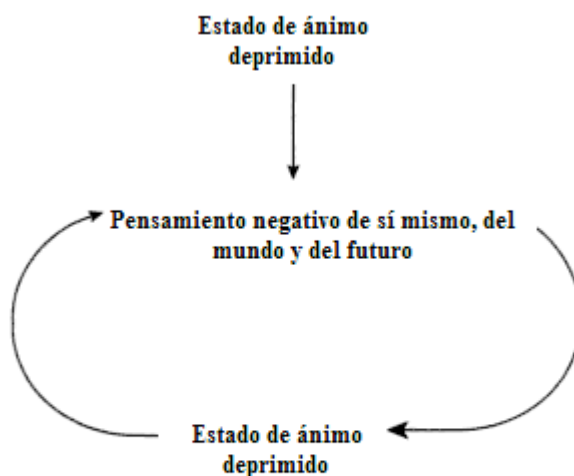 Estado de ánimo
deprimido
Pensamiento negativo de sí mismo, del
mundo y del futuro
Estado de ánimo
deprimido